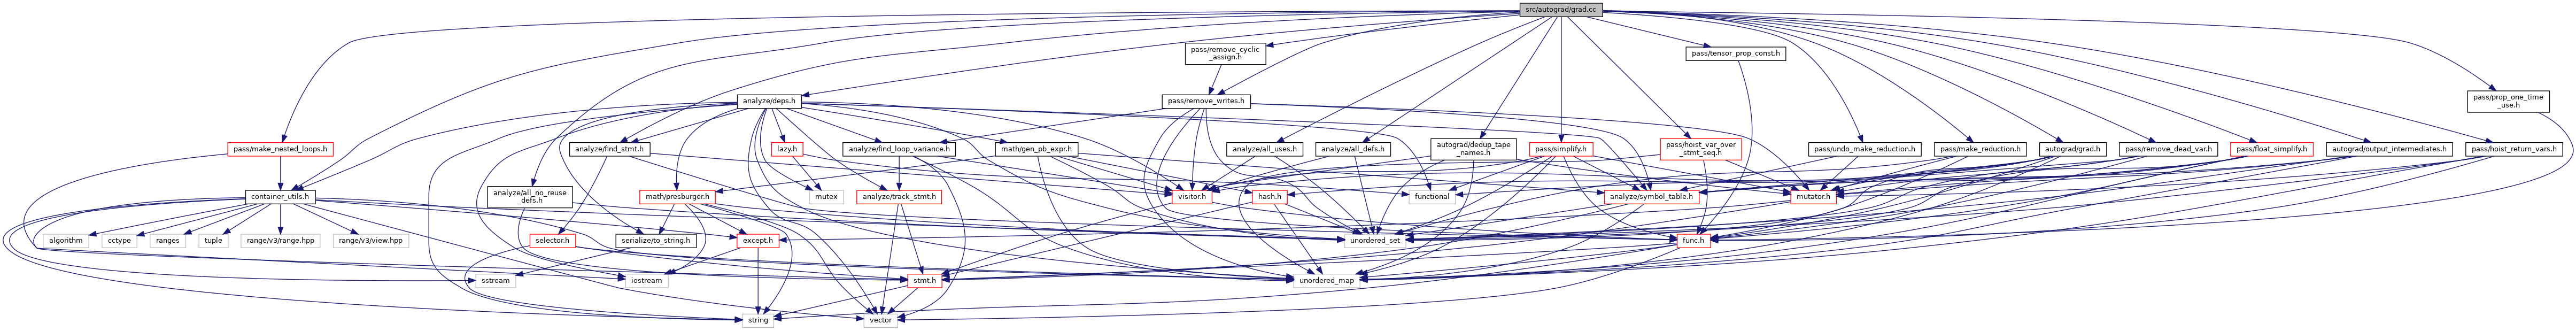 src/autograd/grad.cc
pass/remove_cyclic
_assign.h
pass/tensor_prop_const.h
analyze/deps.h
pass/remove_writes.h
pass/prop_one_time
_use.h
pass/make_nested_loops.h
analyze/find_stmt.h
lazy.h
analyze/find_loop_variance.h
math/gen_pb_expr.h
analyze/all_uses.h
analyze/all_defs.h
autograd/dedup_tape
_names.h
pass/simplify.h
pass/hoist_var_over
_stmt_seq.h
pass/undo_make_reduction.h
pass/make_reduction.h
autograd/grad.h
pass/remove_dead_var.h
pass/float_simplify.h
autograd/output_intermediates.h
pass/hoist_return_vars.h
container_utils.h
analyze/all_no_reuse
_defs.h
math/presburger.h
mutex
analyze/track_stmt.h
visitor.h
hash.h
functional
analyze/symbol_table.h
mutator.h
algorithm
cctype
ranges
tuple
range/v3/range.hpp
range/v3/view.hpp
selector.h
serialize/to_string.h
except.h
unordered_set
func.h
sstream
iostream
stmt.h
unordered_map
string
vector